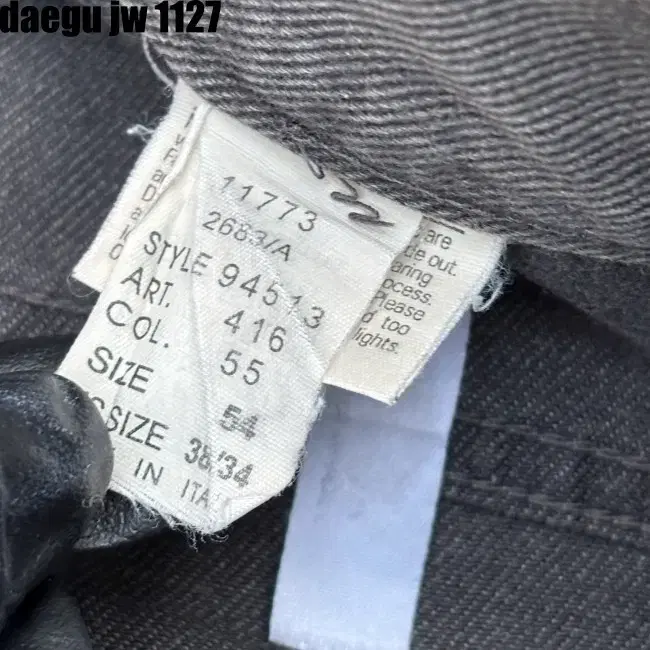 daegu jw 1127
11773
2683/A
STYLE 94513
ART. 416
COL. 55
SIZE 54
SIZE 38/34
IN ITA
are
de out.
aring
ocess.
Please
d too
lights.